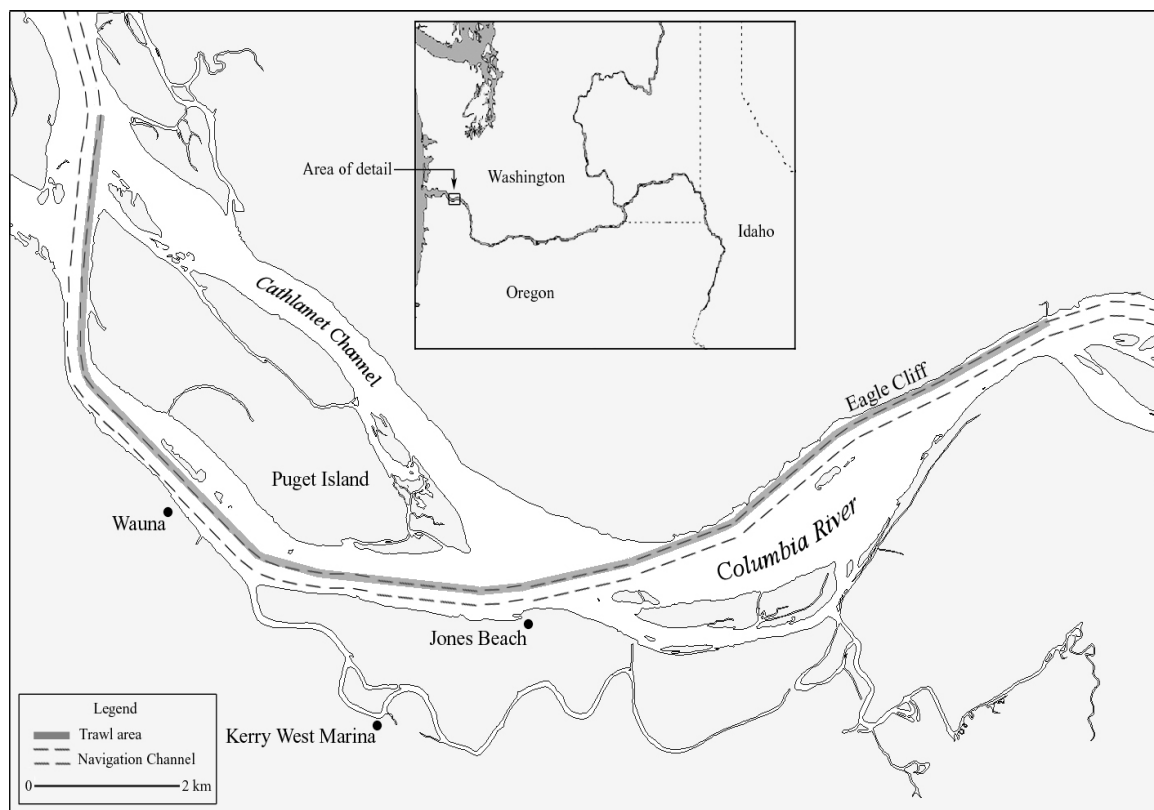 Area of detail
Washington
Idaho
Oregon
Cathlamet Channel
Eagle Cliff
Puget Island
Wauna
Columbia River
Jones Beach
Kerry West Marina
Legend
Trawl area
Navigation Channel
0 2 km